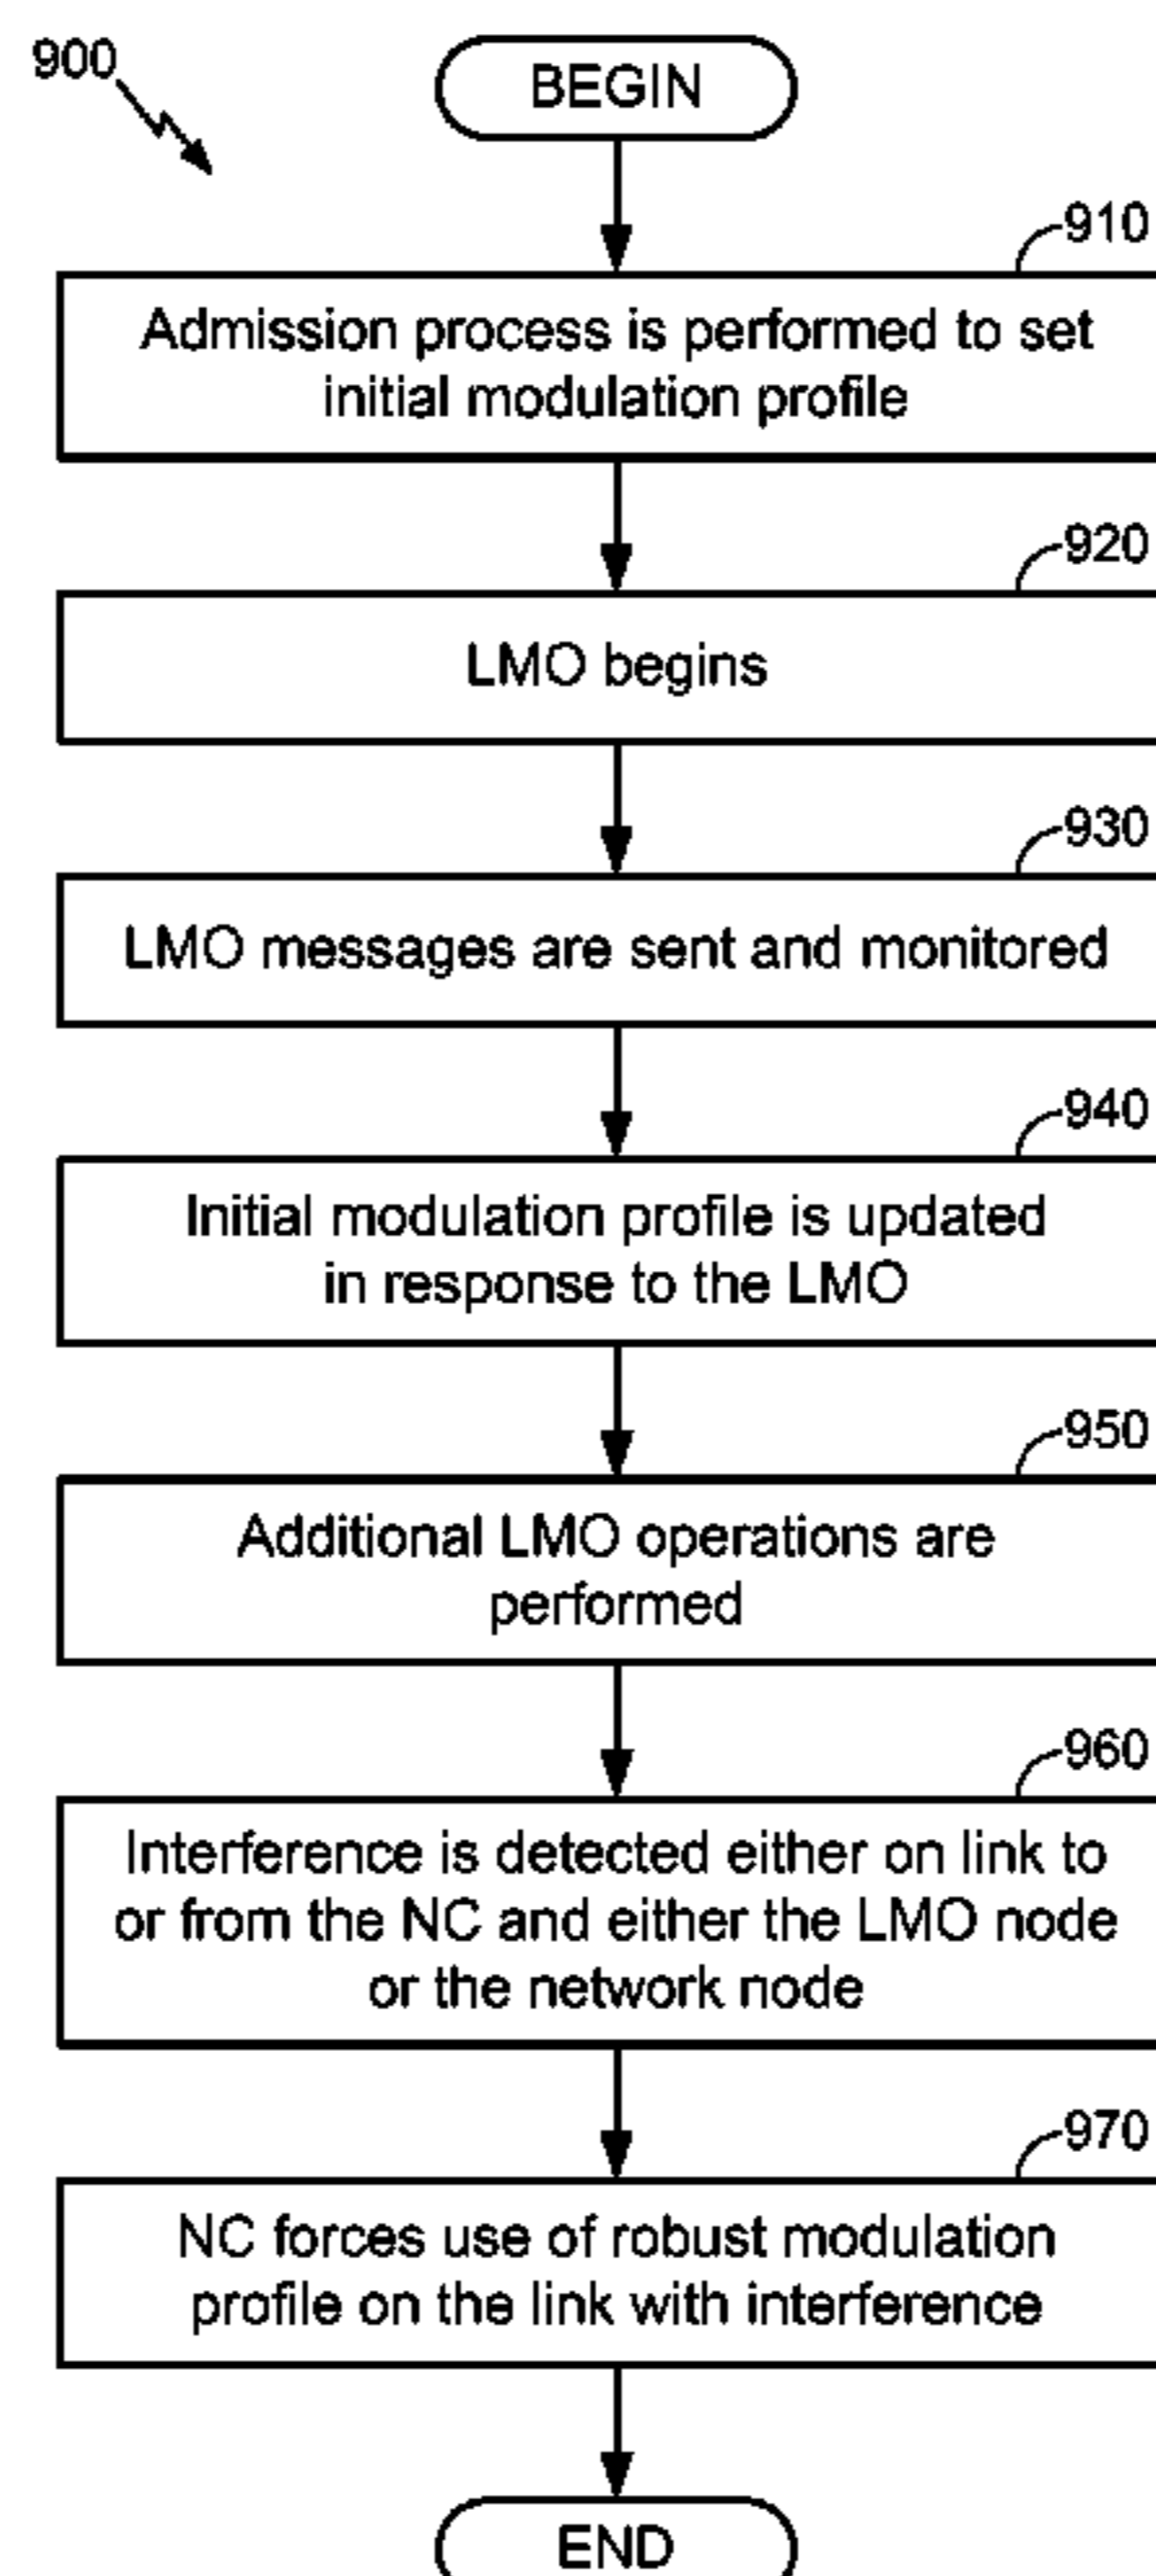 900
BEGIN
910
Admission process is performed to set
initial modulation profile
920
LMO begins
930
LMO messages are sent and monitored
940
Initial modulation profile is updated
in response to the LMO
950
Additional LMO operations are
performed
960
Interference is detected either on link to
or from the NC and either the LMO node
or the network node
970
NC forces use of robust modulation
profile on the link with interference
END